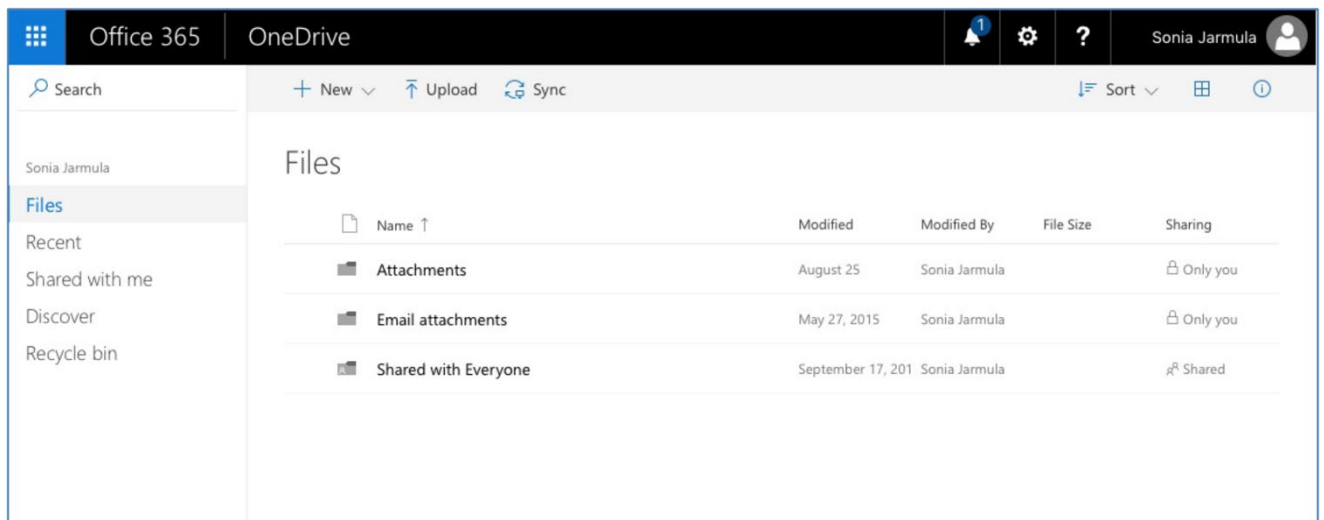 Office 365 OneDrive 1 ? Sonia Jarmula
Search
New Upload Sync Sort
Sonia Jarmula
Files
Recent
Shared with me
Discover
Recycle bin
Files
Name ↑ Modified Modified By File Size Sharing
Attachments August 25 Sonia Jarmula Only you
Email attachments May 27, 2015 Sonia Jarmula Only you
Shared with Everyone September 17, 201 Sonia Jarmula Shared